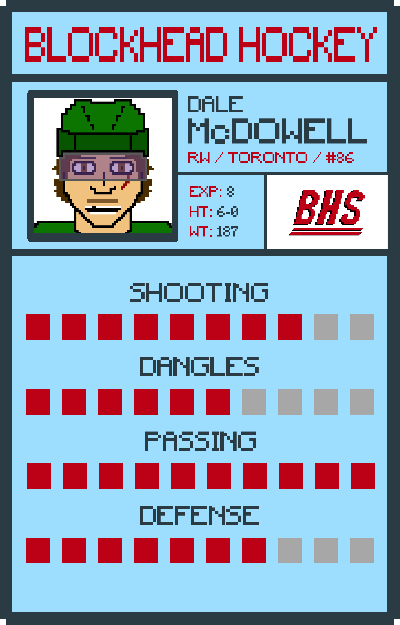 BLOCKHEAD HOCKEY
DALE
McDOWELL
RW / TORONTO / #86
EXP: 8
HT: 6-0
WT: 187
BHS
SHOOTING
DANGLES
PASSING
DEFENSE